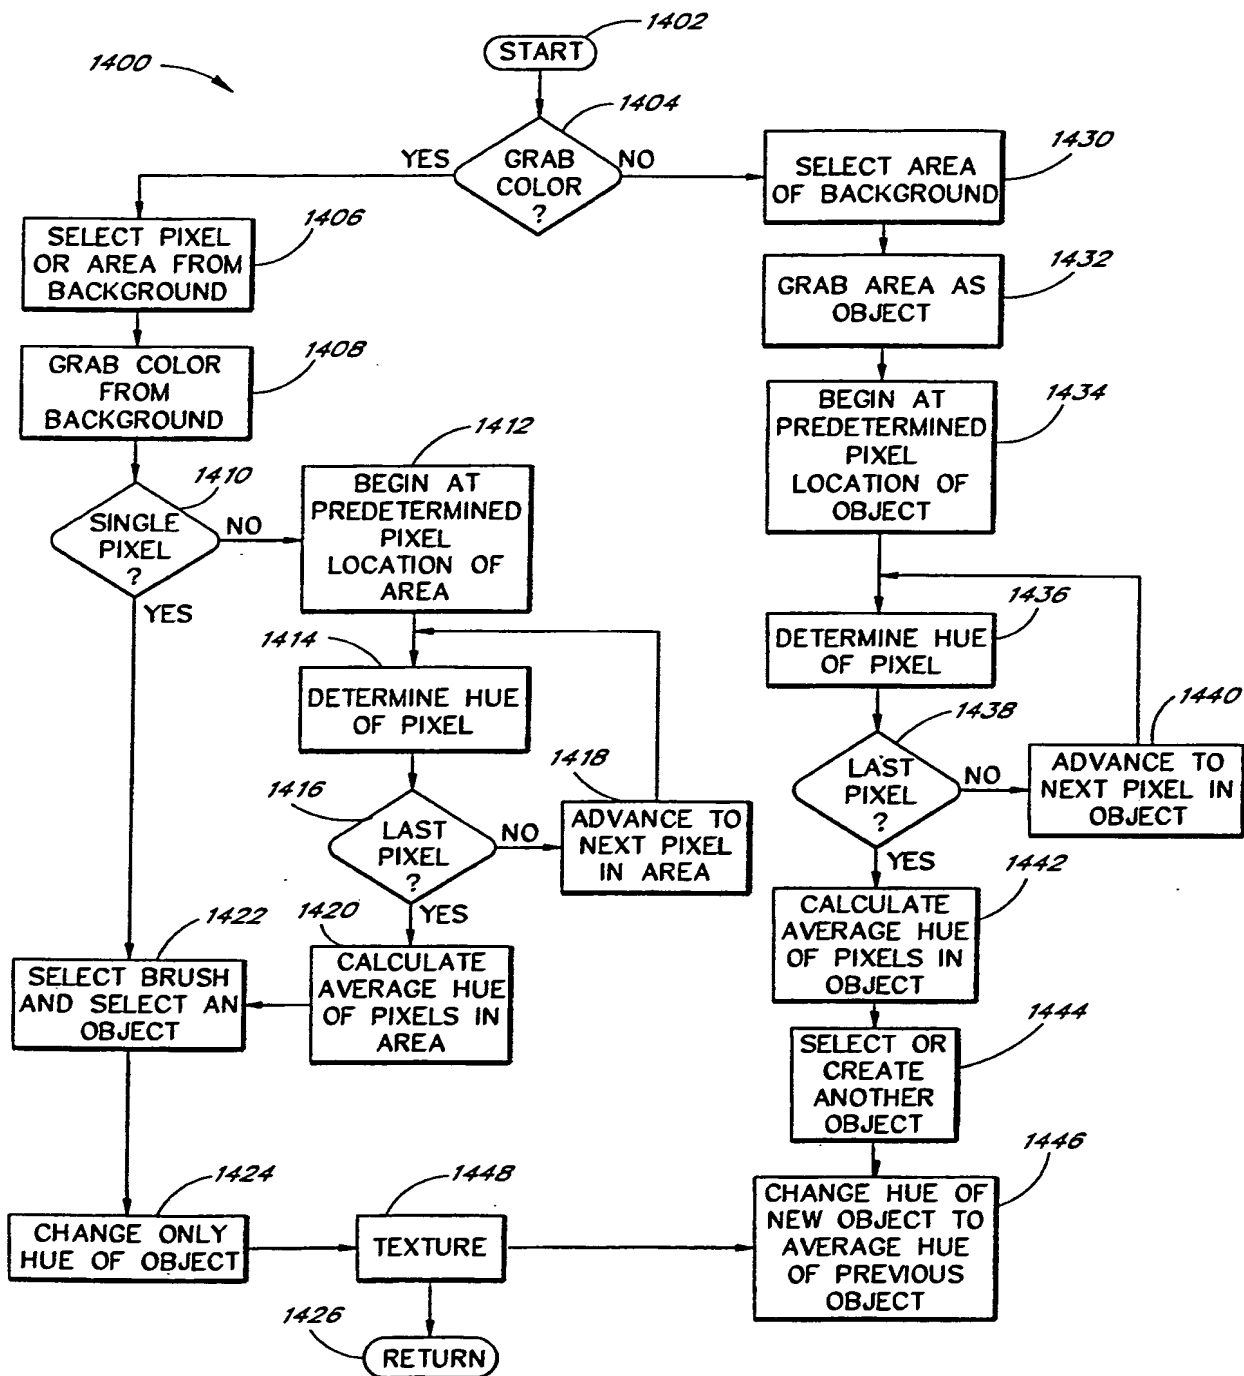 1400
START
1402
GRAB
COLOR
?
1404
YES
NO
SELECT PIXEL
OR AREA FROM
BACKGROUND
1406
GRAB COLOR
FROM
BACKGROUND
1408
SINGLE
PIXEL
?
1410
NO
YES
BEGIN AT
PREDETERMINED
PIXEL
LOCATION OF
AREA
1412
DETERMINE HUE
OF PIXEL
1414
LAST
PIXEL
?
1416
NO
YES
ADVANCE TO
NEXT PIXEL
IN AREA
1418
CALCULATE
AVERAGE HUE
OF PIXELS IN
AREA
1420
SELECT BRUSH
AND SELECT AN
OBJECT
1422
CHANGE ONLY
HUE OF OBJECT
1424
TEXTURE
1448
RETURN
1426
SELECT AREA
OF BACKGROUND
1430
GRAB AREA AS
OBJECT
1432
BEGIN AT
PREDETERMINED
PIXEL
LOCATION OF
OBJECT
1434
DETERMINE HUE
OF PIXEL
1436
LAST
PIXEL
?
1438
NO
YES
ADVANCE TO
NEXT PIXEL IN
OBJECT
1440
CALCULATE
AVERAGE HUE
OF PIXELS IN
OBJECT
1442
SELECT OR
CREATE
ANOTHER
OBJECT
1444
CHANGE HUE OF
NEW OBJECT TO
AVERAGE HUE
OF PREVIOUS
OBJECT
1446